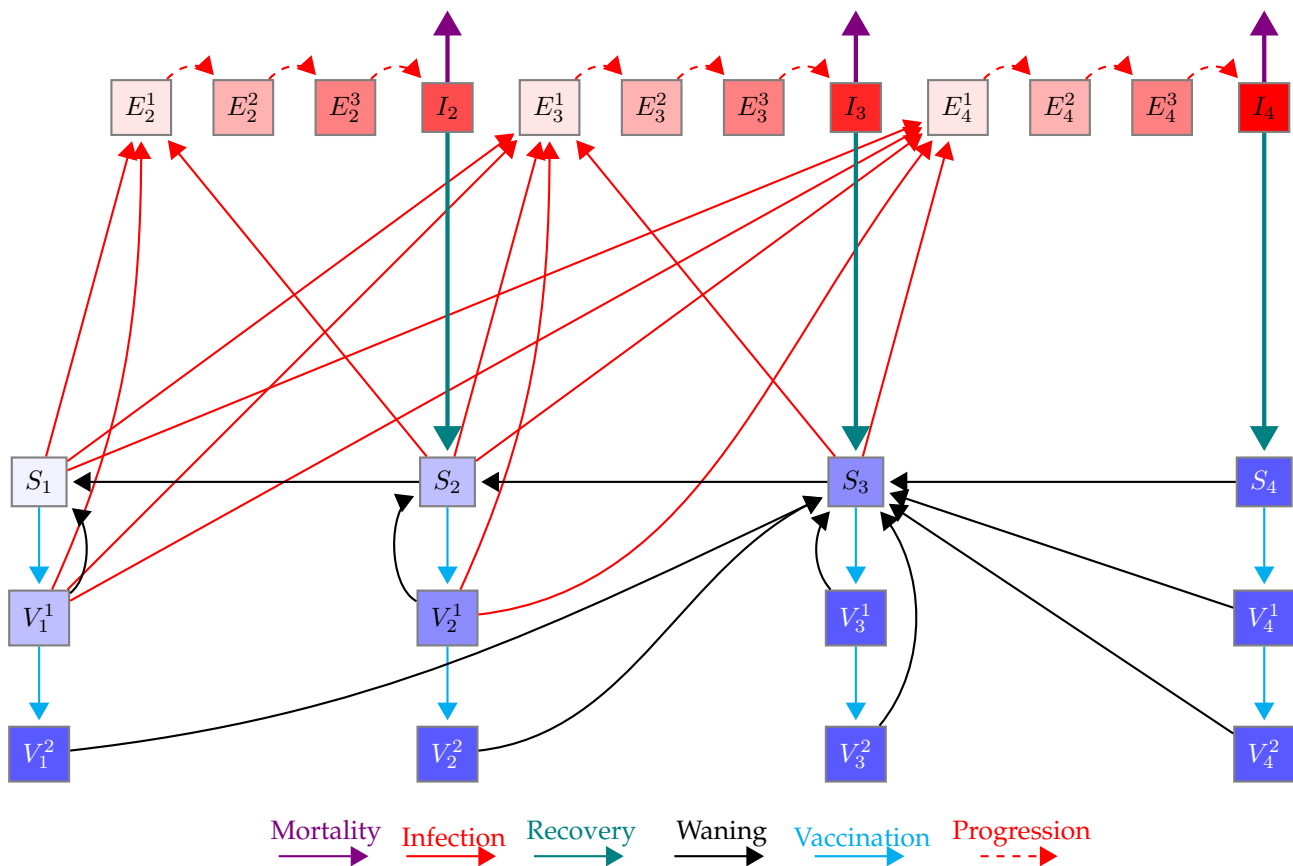 E_2^1 E_2^2 E_2^3 I_2 E_3^1 E_3^2 E_3^3 I_3 E_4^1 E_4^2 E_4^3 I_4
S_1 S_2 S_3 S_4
V_1^1 V_2^1 V_3^1 V_4^1
V_1^2 V_2^2 V_3^2 V_4^2
Mortality Infection Recovery Waning Vaccination Progression